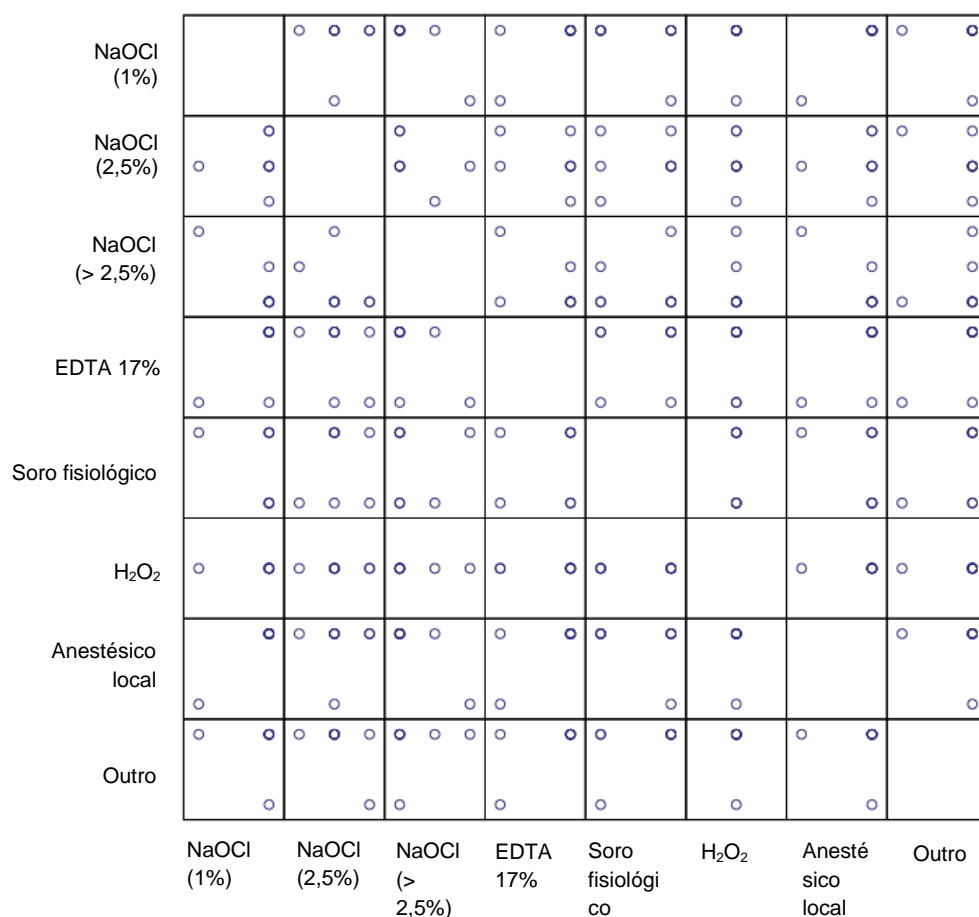 NaOCl
(1%)
NaOCl
(2,5%)
NaOCl
(> 2,5%)
EDTA 17%
Soro fisiológico
H₂O₂
Anestésico
local
Outro
NaOCl
(1%)
NaOCl
(2,5%)
NaOCl
(>
2,5%)
EDTA
17%
Soro
fisiológi
co
H₂O₂
Anesté
sico
local
Outro